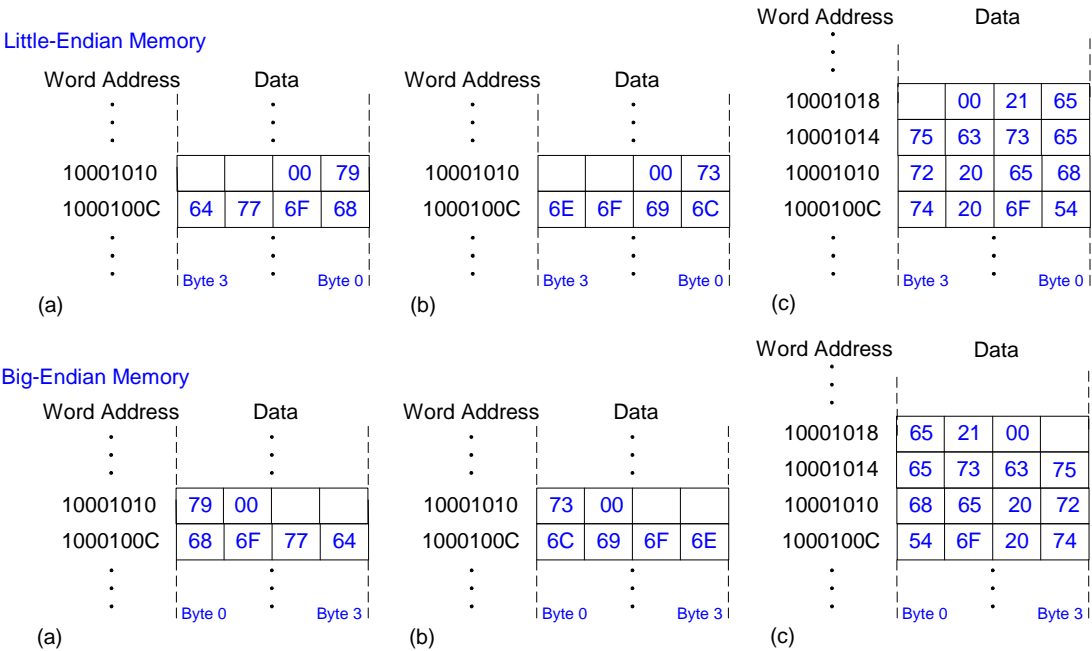 Little-Endian Memory
Word Address Data
10001010 00 79
1000100C 64 77 6F 68
Byte 3 Byte 0
(a)
Word Address Data
10001010 00 73
1000100C 6E 6F 69 6C
Byte 3 Byte 0
(b)
Word Address Data
10001018 00 21 65
10001014 75 63 73 65
10001010 72 20 65 68
1000100C 74 20 6F 54
Byte 3 Byte 0
(c)
Big-Endian Memory
Word Address Data
10001010 79 00
1000100C 68 6F 77 64
Byte 0 Byte 3
(a)
Word Address Data
10001010 73 00
1000100C 6C 69 6F 6E
Byte 0 Byte 3
(b)
Word Address Data
10001018 65 21 00
10001014 65 73 63 75
10001010 68 65 20 72
1000100C 54 6F 20 74
Byte 0 Byte 3
(c)